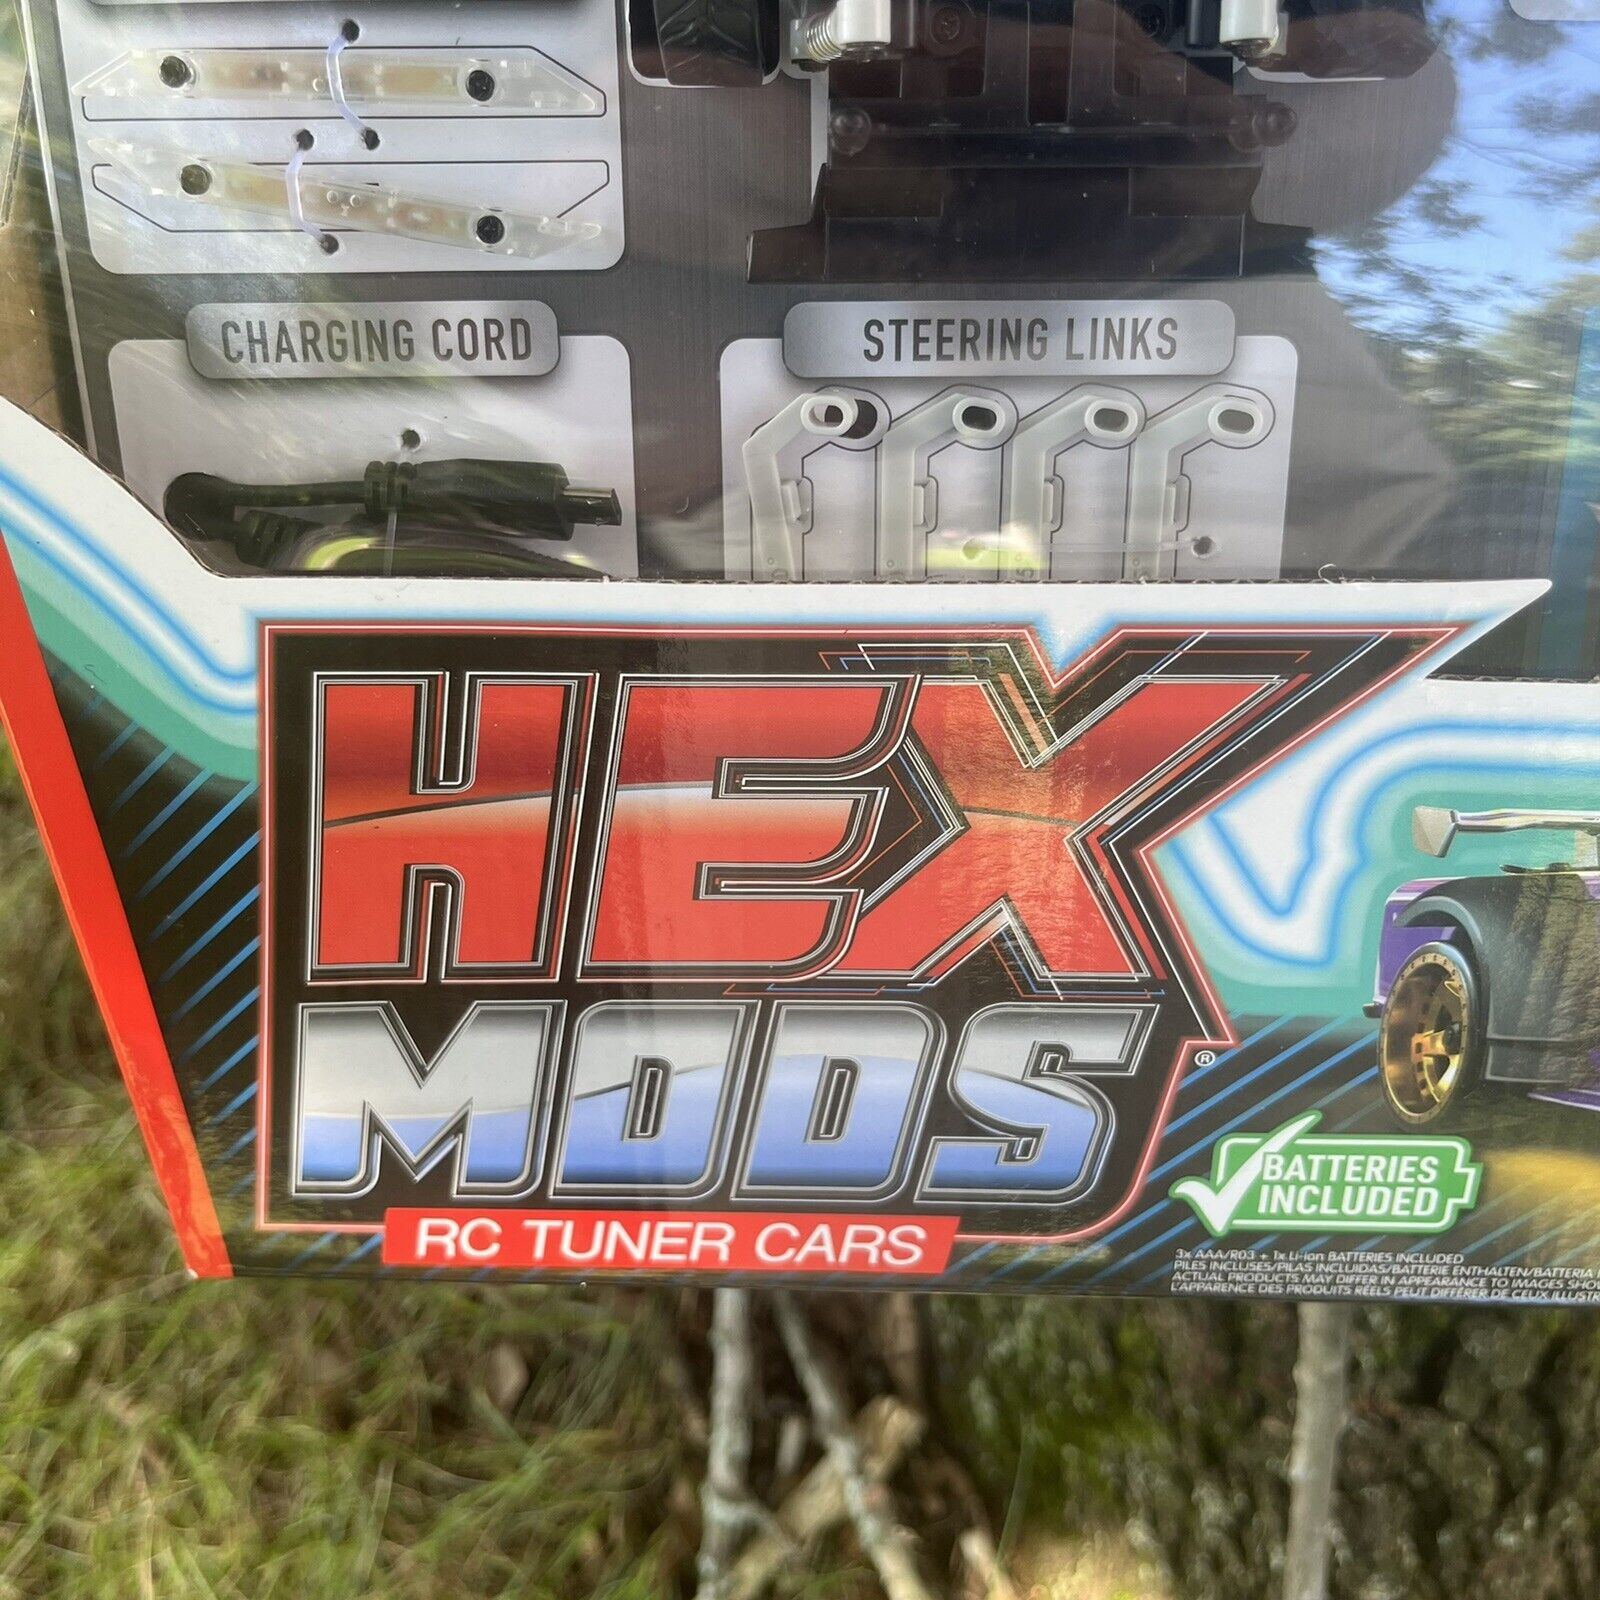 CHARGING CORD
STEERING LINKS
HEX
MODS®
RC TUNER CARS
BATTERIES
INCLUDED
3x AAA/R03 + 1x Li-ion BATTERIES INCLUDED
PILES INCLUSES/PILAS INCLUIDAS/BATTERIE ENTHALTEN/BATTERIA
ACTUAL PRODUCTS MAY DIFFER IN APPEARANCE TO IMAGES
L'APPARENCE DES PRODUITS RÉELS PEUT DIFFÉRER DE CEUX